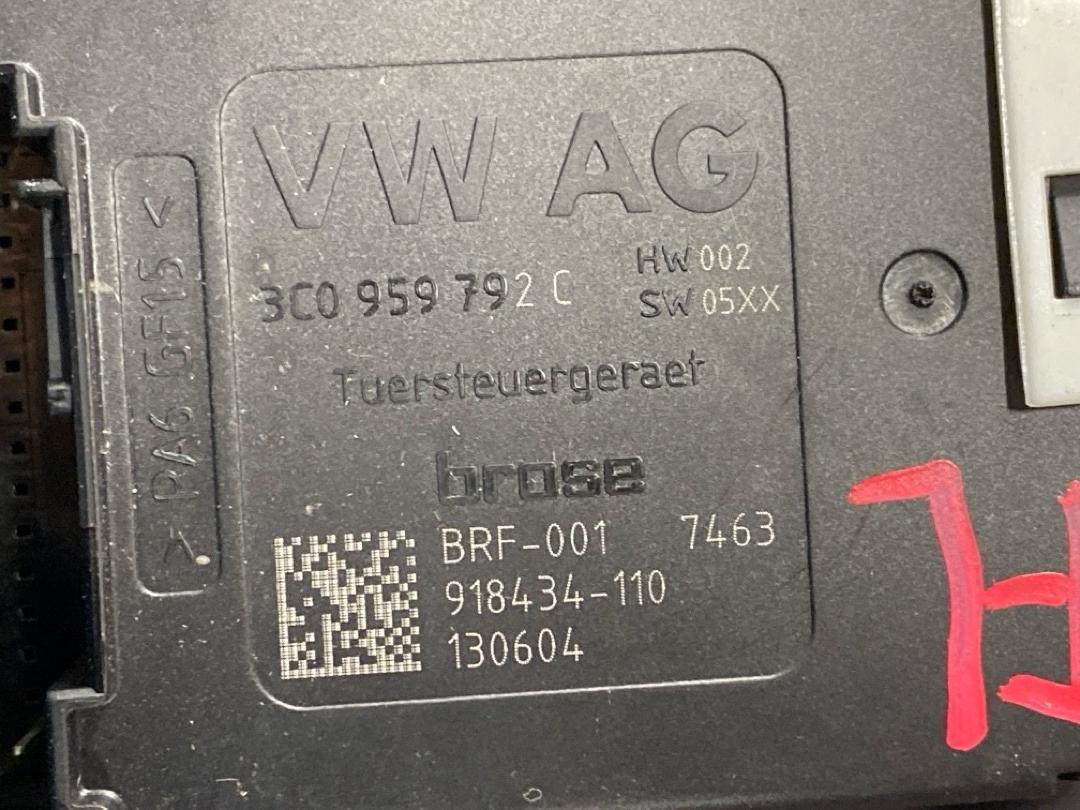 VW AG
3C0 959 792 C
HW 002
SW 05XX
Tuersteuergeraet
brose
BRF-001 7463
918434-110
130604
> PA6 GF15 <